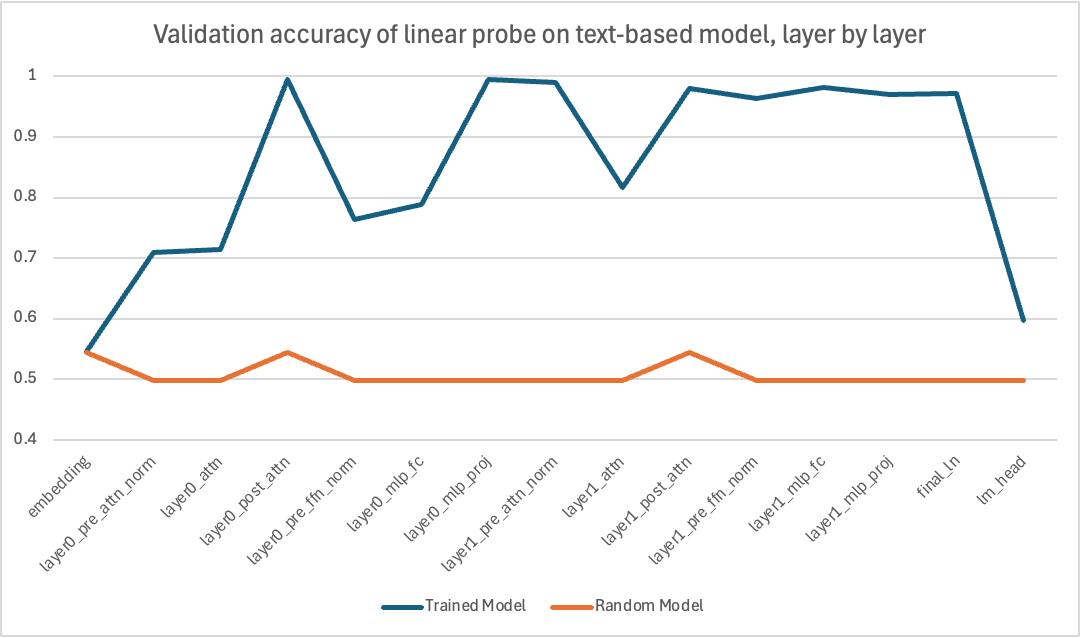 Validation accuracy of linear probe on text-based model, layer by layer
1
0.9
0.8
0.7
0.6
0.5
0.4
embedding
layer0_pre_attn_norm
layer0_attn
layer0_post_attn
layer0_pre_ffn_norm
layer0_mlp_fc
layer0_mlp_proj
layer1_pre_attn_norm
layer1_attn
layer1_post_attn
layer1_pre_ffn_norm
layer1_mlp_fc
layer1_mlp_proj
final_ln
lm_head
Trained Model
Random Model